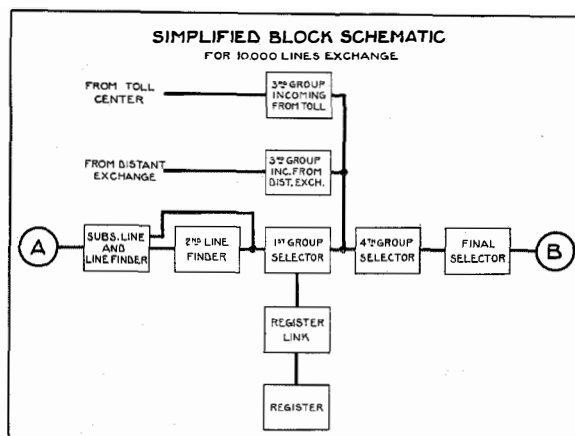 SIMPLIFIED BLOCK SCHEMATIC
FOR 10,000 LINES EXCHANGE
FROM TOLL
CENTER
3RD GROUP
INCOMING
FROM TOLL
FROM DISTANT
EXCHANGE
3RD GROUP
INC. FROM
DIST. EXCH.
A
SUBS. LINE
AND
LINE FINDER
2ND LINE
FINDER
1ST GROUP
SELECTOR
4TH GROUP
SELECTOR
FINAL
SELECTOR
B
REGISTER
LINK
REGISTER